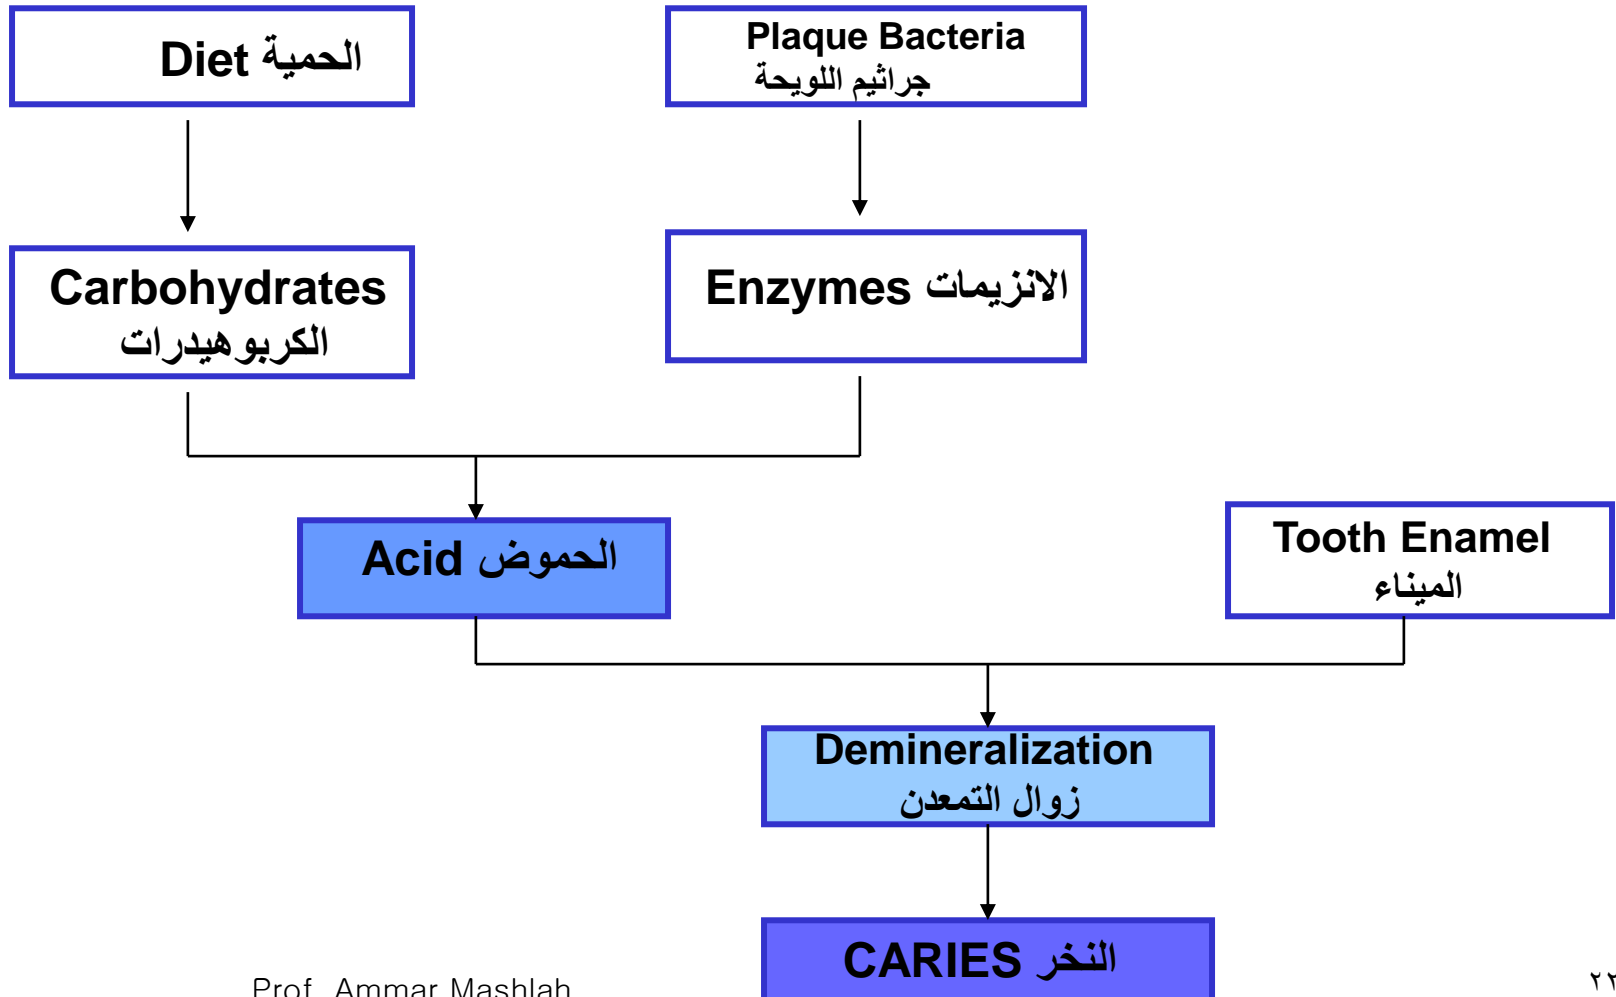 الحمية Diet
Plaque Bacteria
جراثيم اللويحة
Carbohydrates
الكربوهيدرات
الانزيمات Enzymes
الحموض Acid
Tooth Enamel
الميناء
Demineralization
زوال التمعدن
النخر CARIES
Prof. Ammar Mashlah
٢٢